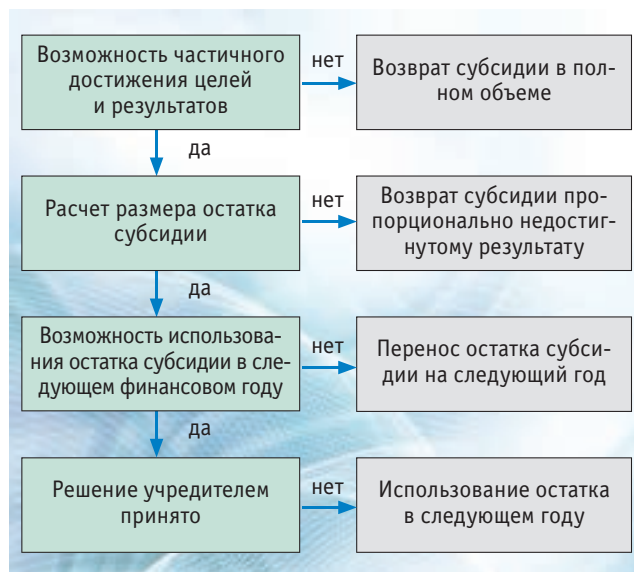 Возможность частичного
достижения целей
и результатов
нет
Возврат субсидии в пол-
ном объеме
да
Расчет размера остатка
субсидии
нет
Возврат субсидии про-
порционально недостиг-
нутому результату
да
Возможность использова-
ния остатка субсидии в сле-
дующем финансовом году
нет
Перенос остатка субси-
дии на следующий год
да
Решение учредителем
принято
нет
Использование остатка
в следующем году